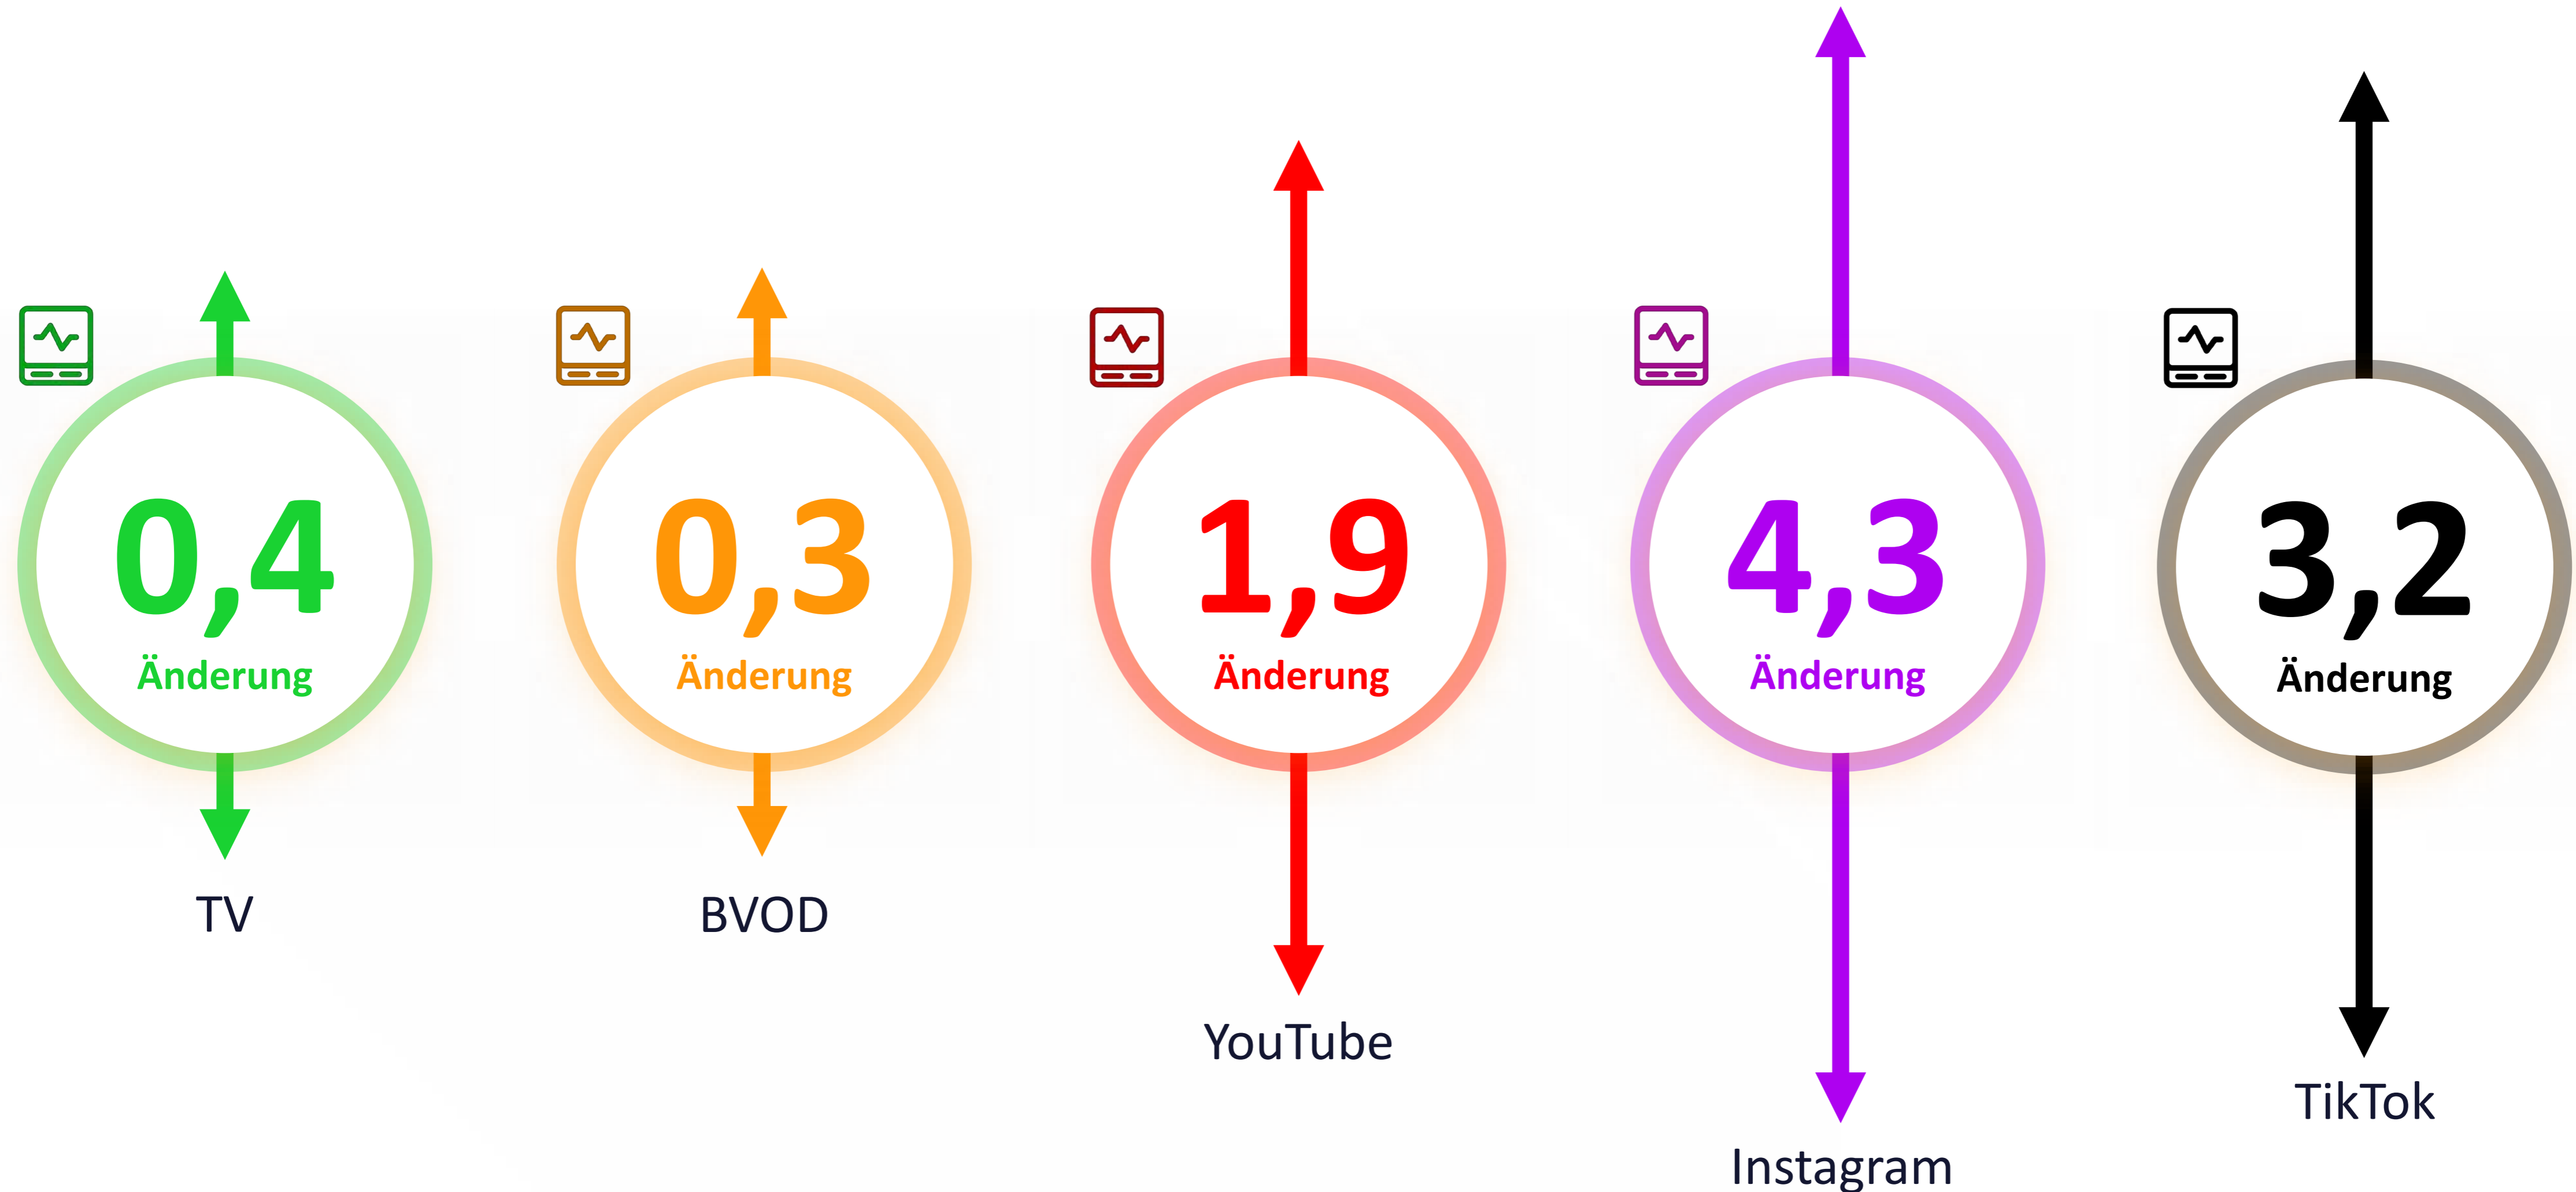 0,4
Änderung
TV
0,3
Änderung
BVOD
1,9
Änderung
YouTube
4,3
Änderung
Instagram
3,2
Änderung
TikTok